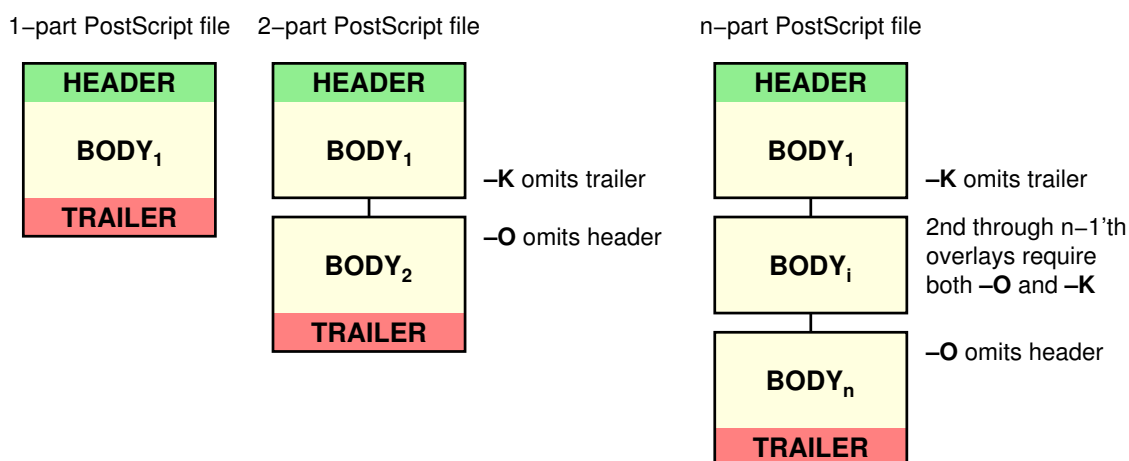 1−part PostScript file
HEADER
BODY1
TRAILER
2−part PostScript file
HEADER
BODY1
−K omits trailer
−O omits header
BODY2
TRAILER
n−part PostScript file
HEADER
BODY1
−K omits trailer
2nd through n−1'th
overlays require
both −O and −K
BODYi
−O omits header
BODYn
TRAILER